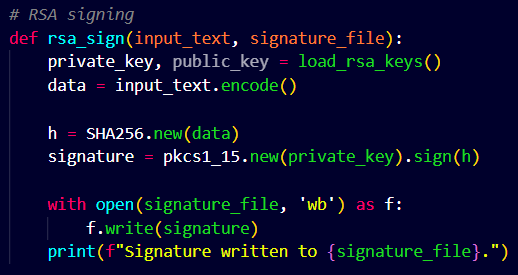 # RSA signing
def rsa_sign(input_text, signature_file):
    private_key, public_key = load_rsa_keys()
    data = input_text.encode()

    h = SHA256.new(data)
    signature = pkcs1_15.new(private_key).sign(h)

    with open(signature_file, 'wb') as f:
        f.write(signature)
    print(f"Signature written to {signature_file}.")